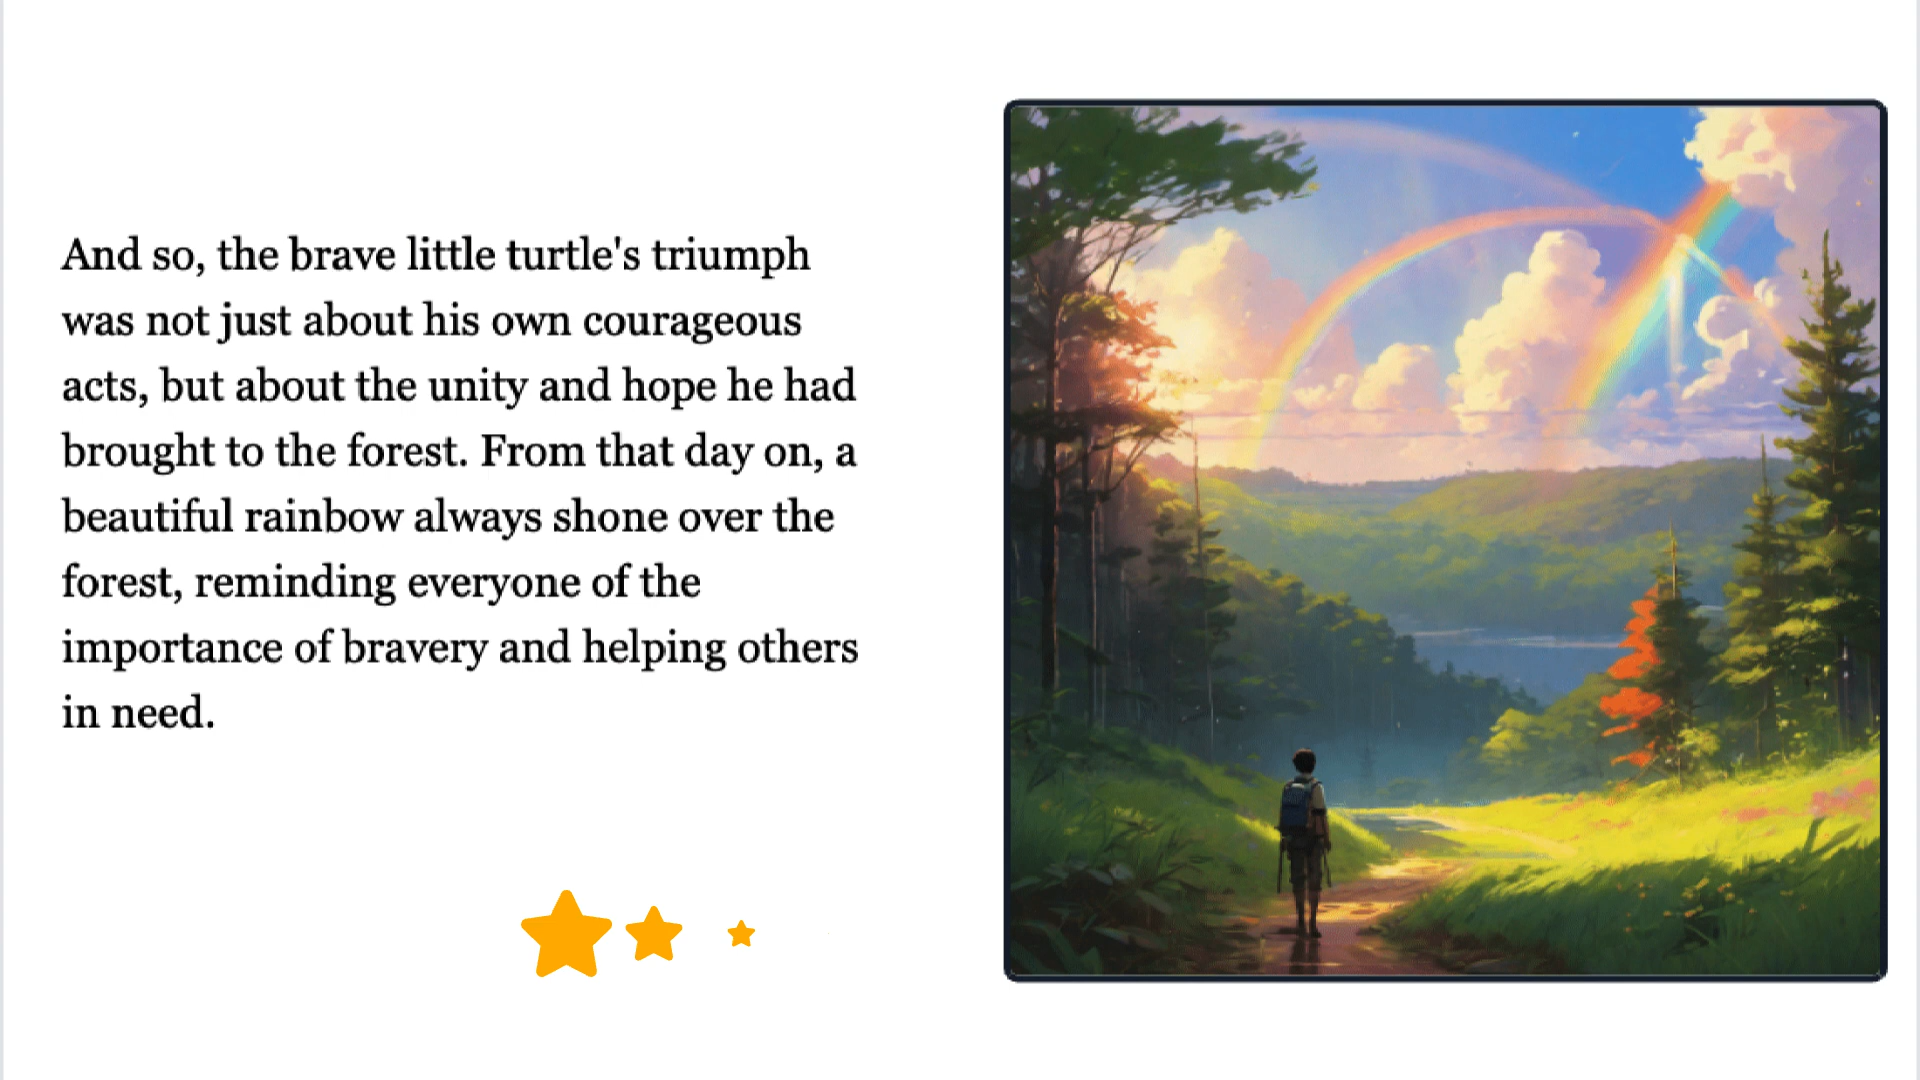 And so, the brave little turtle's triumph
was not just about his own courageous
acts, but about the unity and hope he had
brought to the forest. From that day on, a
beautiful rainbow always shone over the
forest, reminding everyone of the
importance of bravery and helping others
in need.